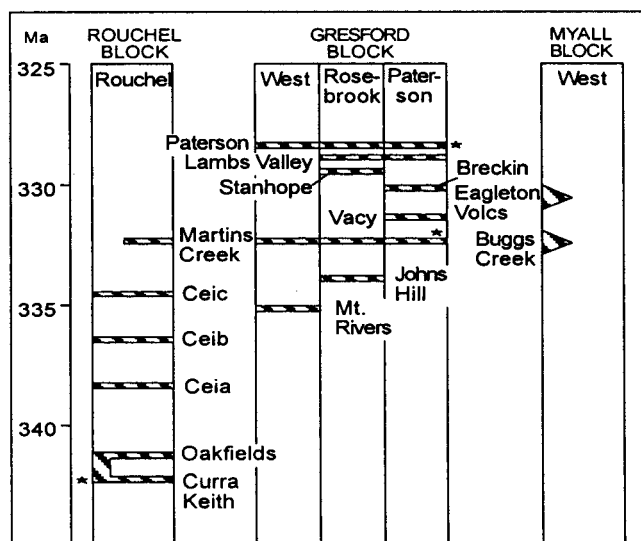 ROUCHEL
BLOCK
GRESFORD
BLOCK
MYALL
BLOCK
Ma
325
330
335
340
Rouchel
West
Rose-
brook
Pater-
son
West
Paterson
Lambs Valley
Stanhope
Breckin
Eagleton
Volcs
Vacy
Martins
Creek
Buggs
Creek
Johns
Hill
Ceic
Mt.
Rivers
Ceib
Ceia
Oakfields
Curra
Keith